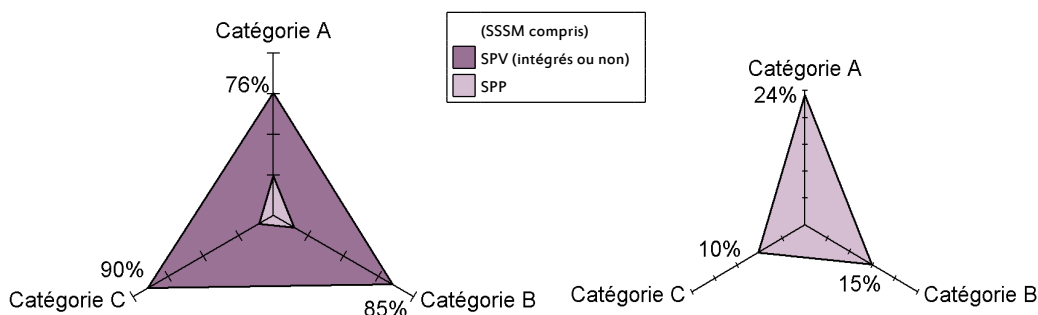 Catégorie A
76%
90%
Catégorie C
85%
Catégorie B
(SSSM compris)
SPV (intégrés ou non)
SPP
Catégorie A
24%
10%
Catégorie C
15%
Catégorie B